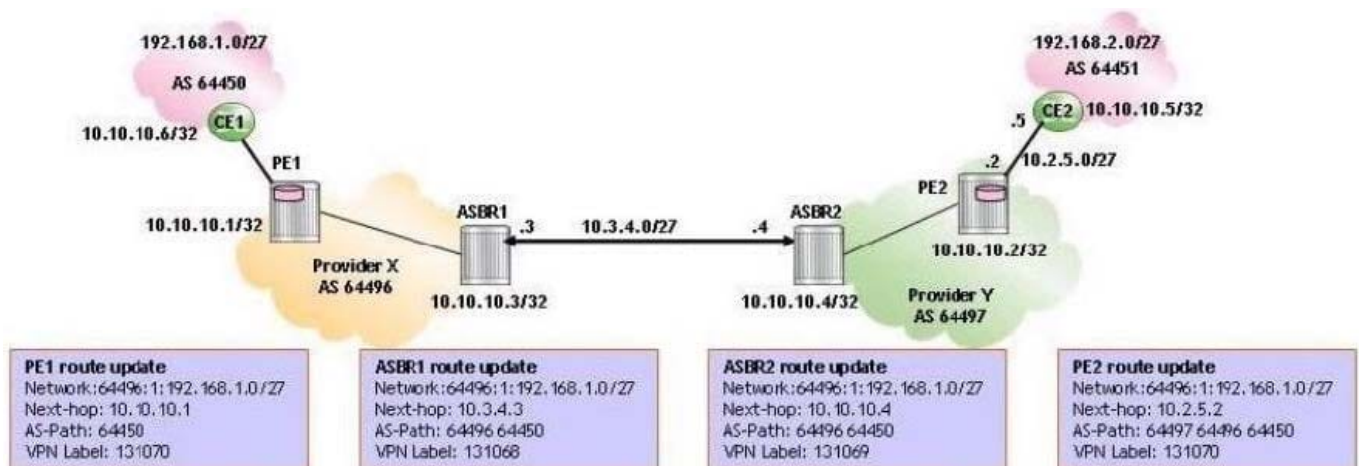 192.168.1.0/27
AS 64450
CE1
10.10.10.6/32
PE1
10.10.10.1/32
Provider X
AS 64496
ASBR1
.3
10.10.10.3/32
10.3.4.0/27
.4
ASBR2
10.10.10.4/32
192.168.2.0/27
AS 64451
CE2
10.10.10.5/32
.5
10.2.5.0/27
.2
PE2
10.10.10.2/32
Provider Y
AS 64497
PE1 route update
Network:64496:1:192.168.1.0/27
Next-hop: 10.10.10.1
AS-Path: 64450
VPN Label: 131070
ASBR1 route update
Network:64496:1:192.168.1.0/27
Next-hop: 10.3.4.3
AS-Path: 64496 64450
VPN Label: 131068
ASBR2 route update
Network:64496:1:192.168.1.0/27
Next-hop: 10.10.10.4
AS-Path: 64496 64450
VPN Label: 131069
PE2 route update
Network:64496:1:192.168.1.0/27
Next-hop: 10.2.5.2
AS-Path: 64497 64496 64450
VPN Label: 131070